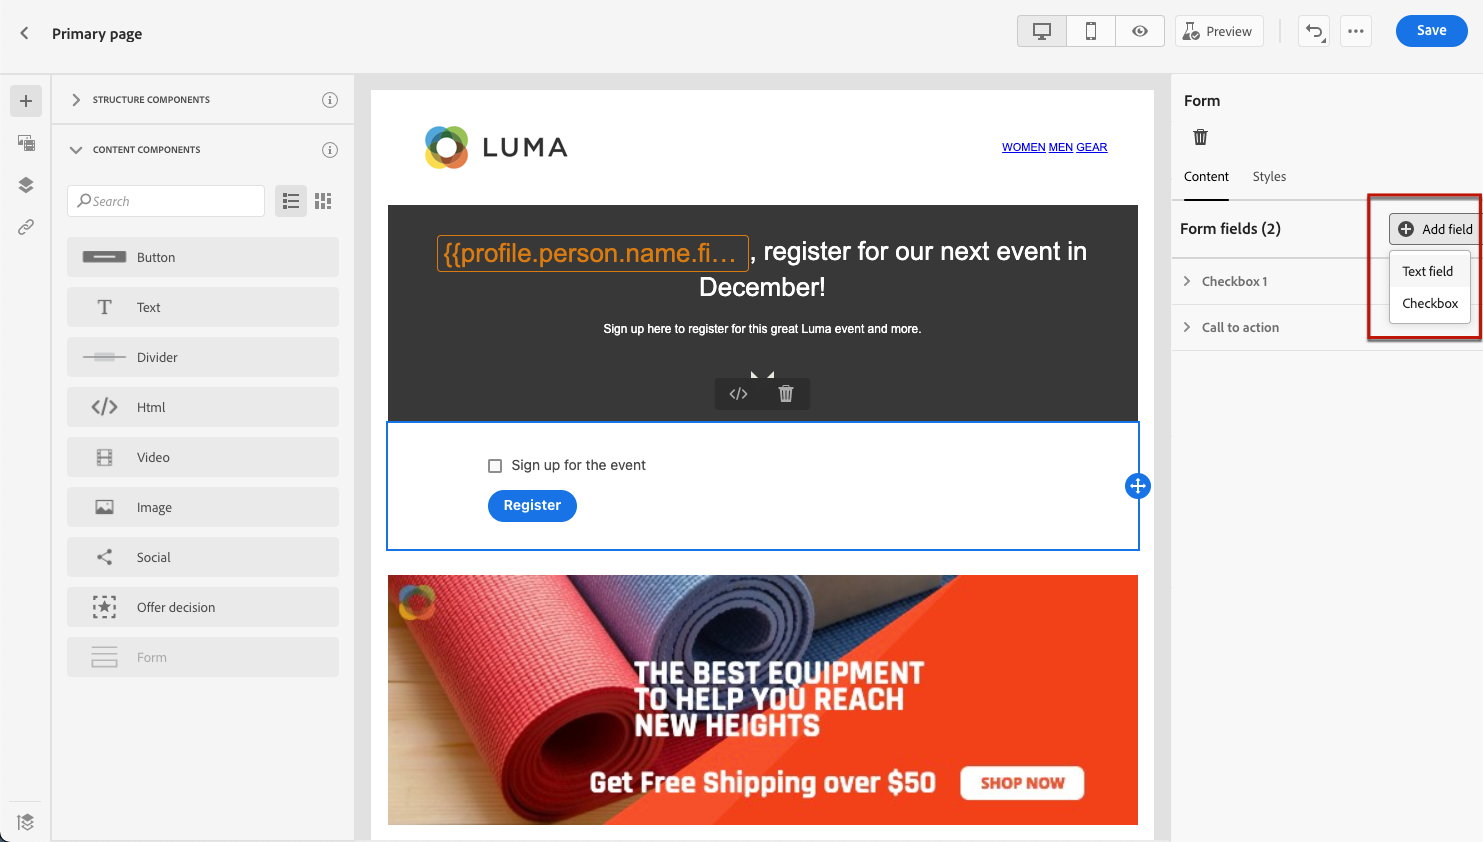 Primary page
Preview
Save
STRUCTURE COMPONENTS
CONTENT COMPONENTS
Search
Button
Text
Divider
Html
Video
Image
Social
Offer decision
Form
LUMA
WOMEN MEN GEAR
{{profile.person.name.fi… , register for our next event in
December!
Sign up here to register for this great Luma event and more.
Sign up for the event
Register
THE BEST EQUIPMENT
TO HELP YOU REACH
NEW HEIGHTS
Get Free Shipping over $50
SHOP NOW
Form
Content Styles
Form fields (2)
Add field
Text field
Checkbox
Checkbox 1
Call to action